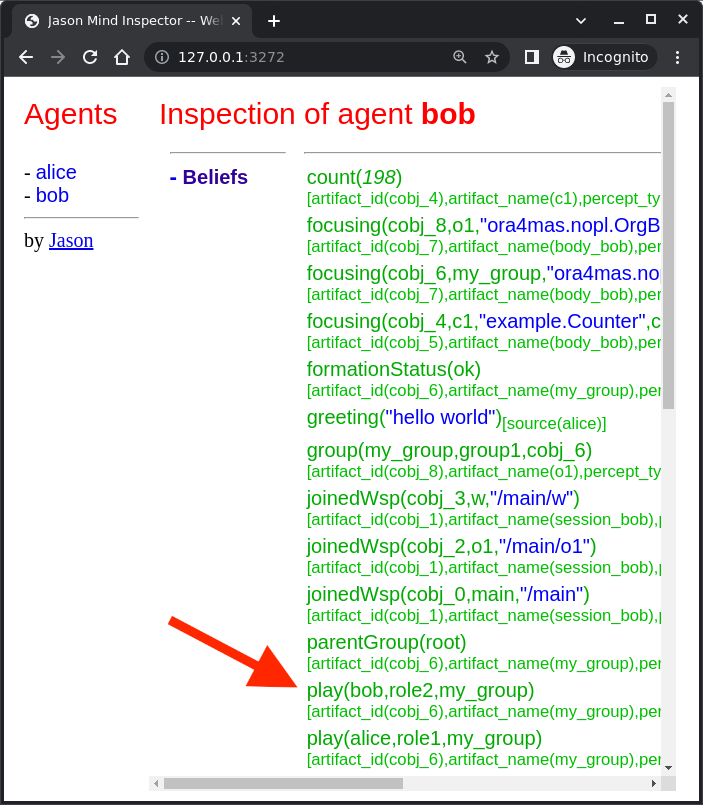 Jason Mind Inspector -- We
127.0.0.1:3272
Incognito
Agents
- alice
- bob
by Jason
Inspection of agent bob
- Beliefs
count(198)
[artifact_id(cobj_4),artifact_name(c1),percept_ty
focusing(cobj_8,o1,"ora4mas.nopl.OrgB
[artifact_id(cobj_7),artifact_name(body_bob),per
focusing(cobj_6,my_group,"ora4mas.nop
[artifact_id(cobj_7),artifact_name(body_bob),per
focusing(cobj_4,c1,"example.Counter",c
[artifact_id(cobj_5),artifact_name(body_bob),per
formationStatus(ok)
[artifact_id(cobj_6),artifact_name(my_group),per
greeting("hello world")[source(alice)]
group(my_group,group1,cobj_6)
[artifact_id(cobj_8),artifact_name(o1),percept_ty
joinedWsp(cobj_3,w,"/main/w")
[artifact_id(cobj_1),artifact_name(session_bob),p
joinedWsp(cobj_2,o1,"/main/o1")
[artifact_id(cobj_1),artifact_name(session_bob),p
joinedWsp(cobj_0,main,"/main")
[artifact_id(cobj_1),artifact_name(session_bob),p
parentGroup(root)
[artifact_id(cobj_6),artifact_name(my_group),per
play(bob,role2,my_group)
[artifact_id(cobj_6),artifact_name(my_group),per
play(alice,role1,my_group)
[artifact_id(cobj_6),artifact_name(my_group),per